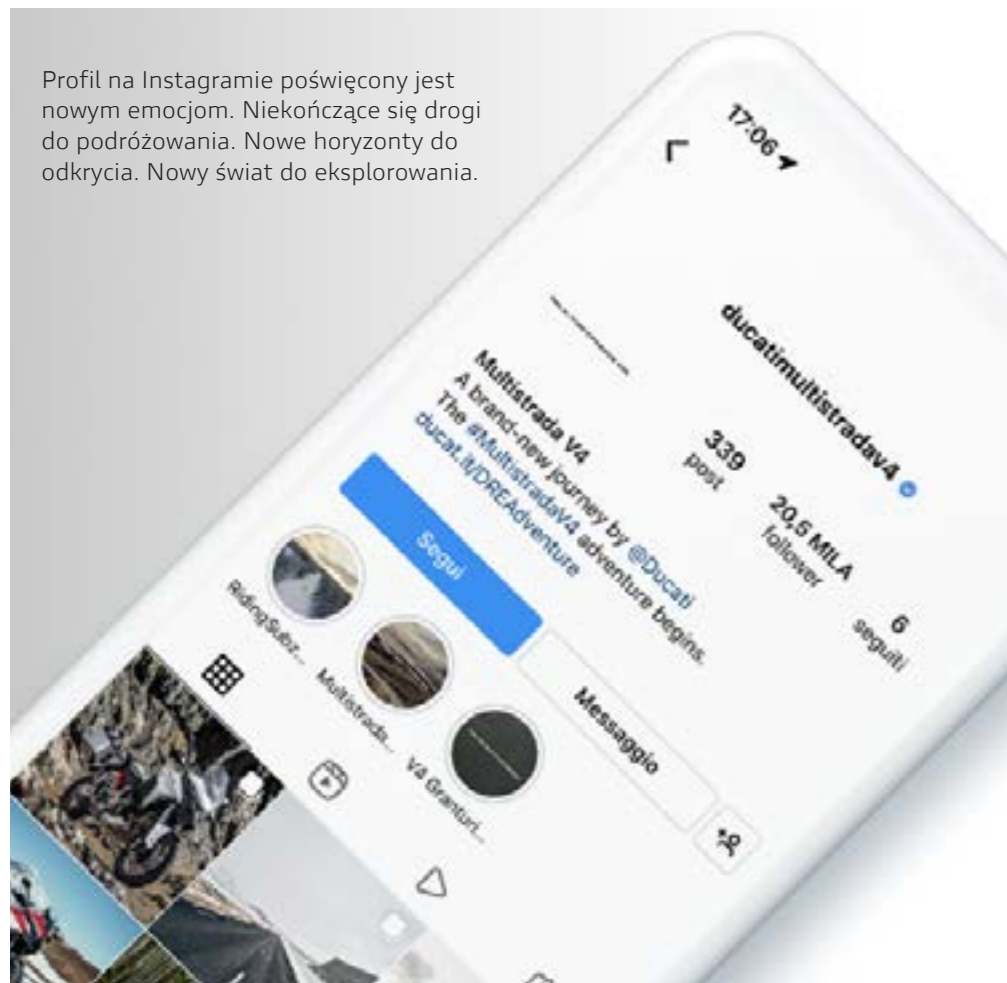 Profil na Instagramie poświęcony jest
nowym emocjom. Niekończące się drogi
do podróżowania. Nowe horyzonty do
odkrycia. Nowy świat do eksplorowania.
17:06
ducatimultistradav4
339
post
20,5 MILA
follower
6
seguiti
Multistrada V4
A brand-new journey by @Ducati
The #MultistradaV4 adventure begins.
ducat.it/DREAdventure
Segui
Messaggio
RidingSubz...
Multistrada...
V4 Granturi...